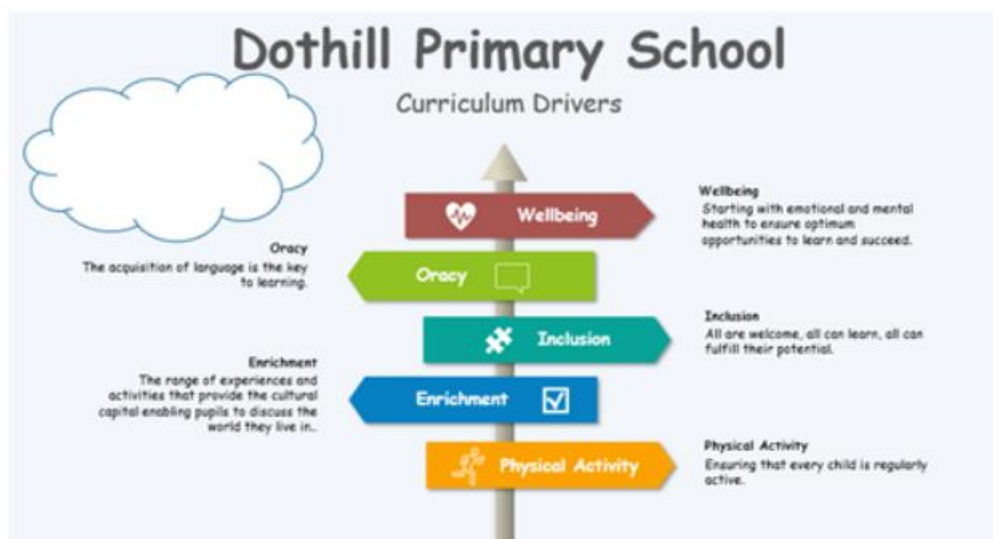 Dothill Primary School
Curriculum Drivers
Wellbeing
Wellbeing
Starting with emotional and mental
health to ensure optimum
opportunities to learn and succeed.
Oracy
The acquisition of language is the key
to learning.
Oracy
Inclusion
Inclusion
All are welcome, all can learn, all can
fulfill their potential.
Enrichment
The range of experiences and
activities that provide the cultural
capital enabling pupils to discuss the
world they live in..
Enrichment
Physical Activity
Physical Activity
Ensuring that every child is regularly
active.